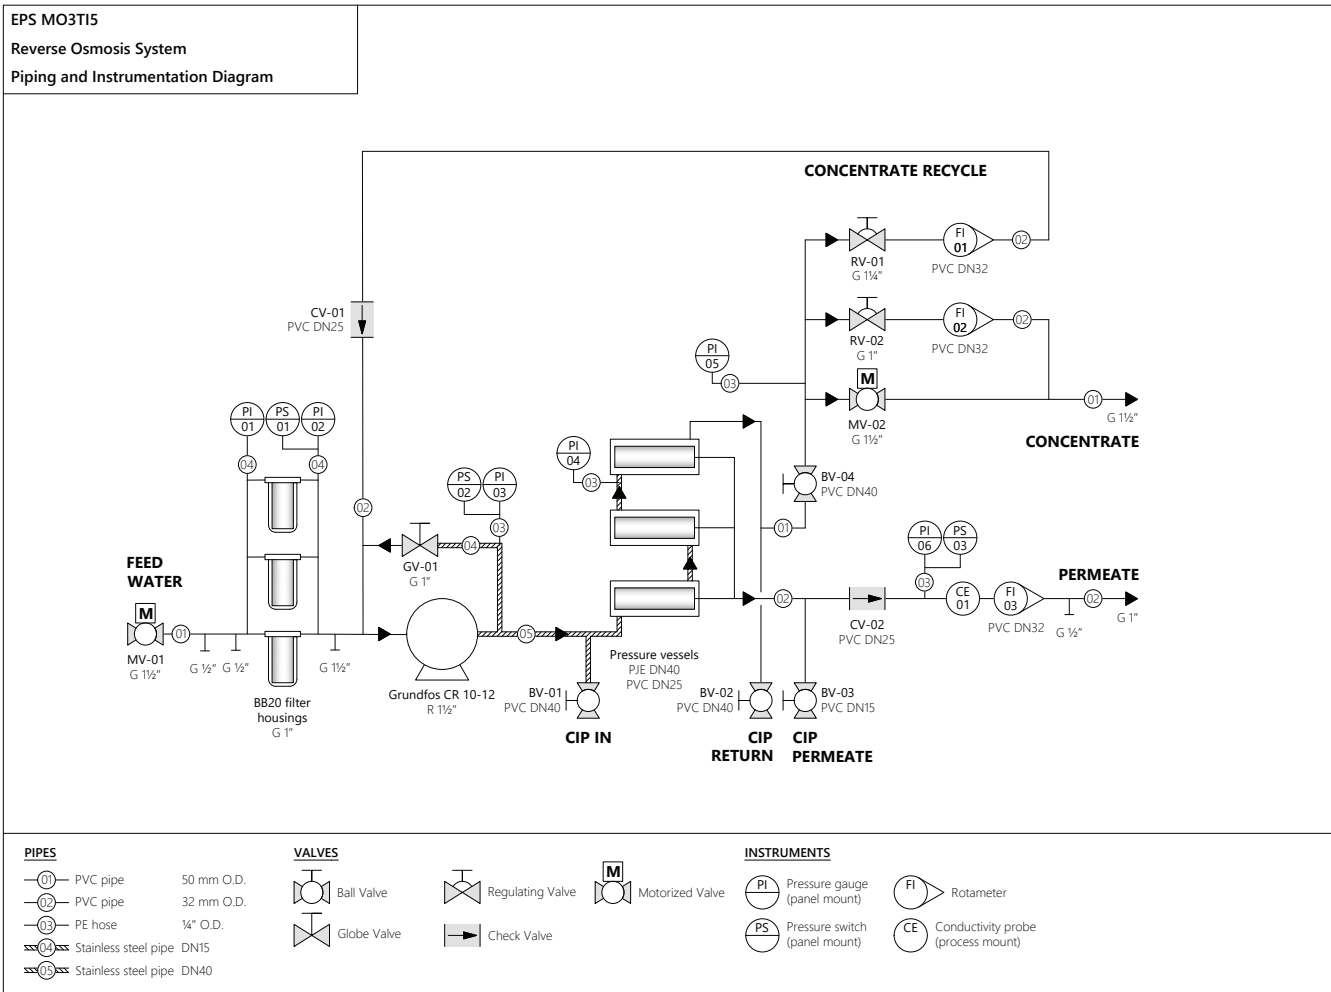 EPS MO3TI5
Reverse Osmosis System
Piping and Instrumentation Diagram
CONCENTRATE RECYCLE
FI
01
02
RV-01
G 1¼"
PVC DN32
CV-01
PVC DN25
FI
02
02
RV-02
G 1"
PVC DN32
PI
05
03
M
MV-02
G 1½"
01
G 1½"
CONCENTRATE
PI
01
PS
01
PI
02
04
04
PI
04
03
PS
02
PI
03
03
02
BV-04
PVC DN40
01
04
GV-01
G 1"
PI
06
PS
03
03
FEED
WATER
M
MV-01
G 1½"
01
G ½"
G ½"
G 1½"
BB20 filter
housings
G 1"
Grundfos CR 10-12
R 1½"
05
Pressure vessels
PJE DN40
PVC DN25
02
CV-02
PVC DN25
CE
01
FI
03
PVC DN32
G ½"
PERMEATE
02
G 1"
BV-01
PVC DN40
CIP IN
BV-02
PVC DN40
CIP
RETURN
BV-03
PVC DN15
CIP
PERMEATE
PIPES
01 PVC pipe 50 mm O.D.
02 PVC pipe 32 mm O.D.
03 PE hose ¼" O.D.
04 Stainless steel pipe DN15
05 Stainless steel pipe DN40
VALVES
Ball Valve
Globe Valve
Regulating Valve
Check Valve
M Motorized Valve
INSTRUMENTS
PI Pressure gauge
(panel mount)
PS Pressure switch
(panel mount)
FI Rotameter
CE Conductivity probe
(process mount)